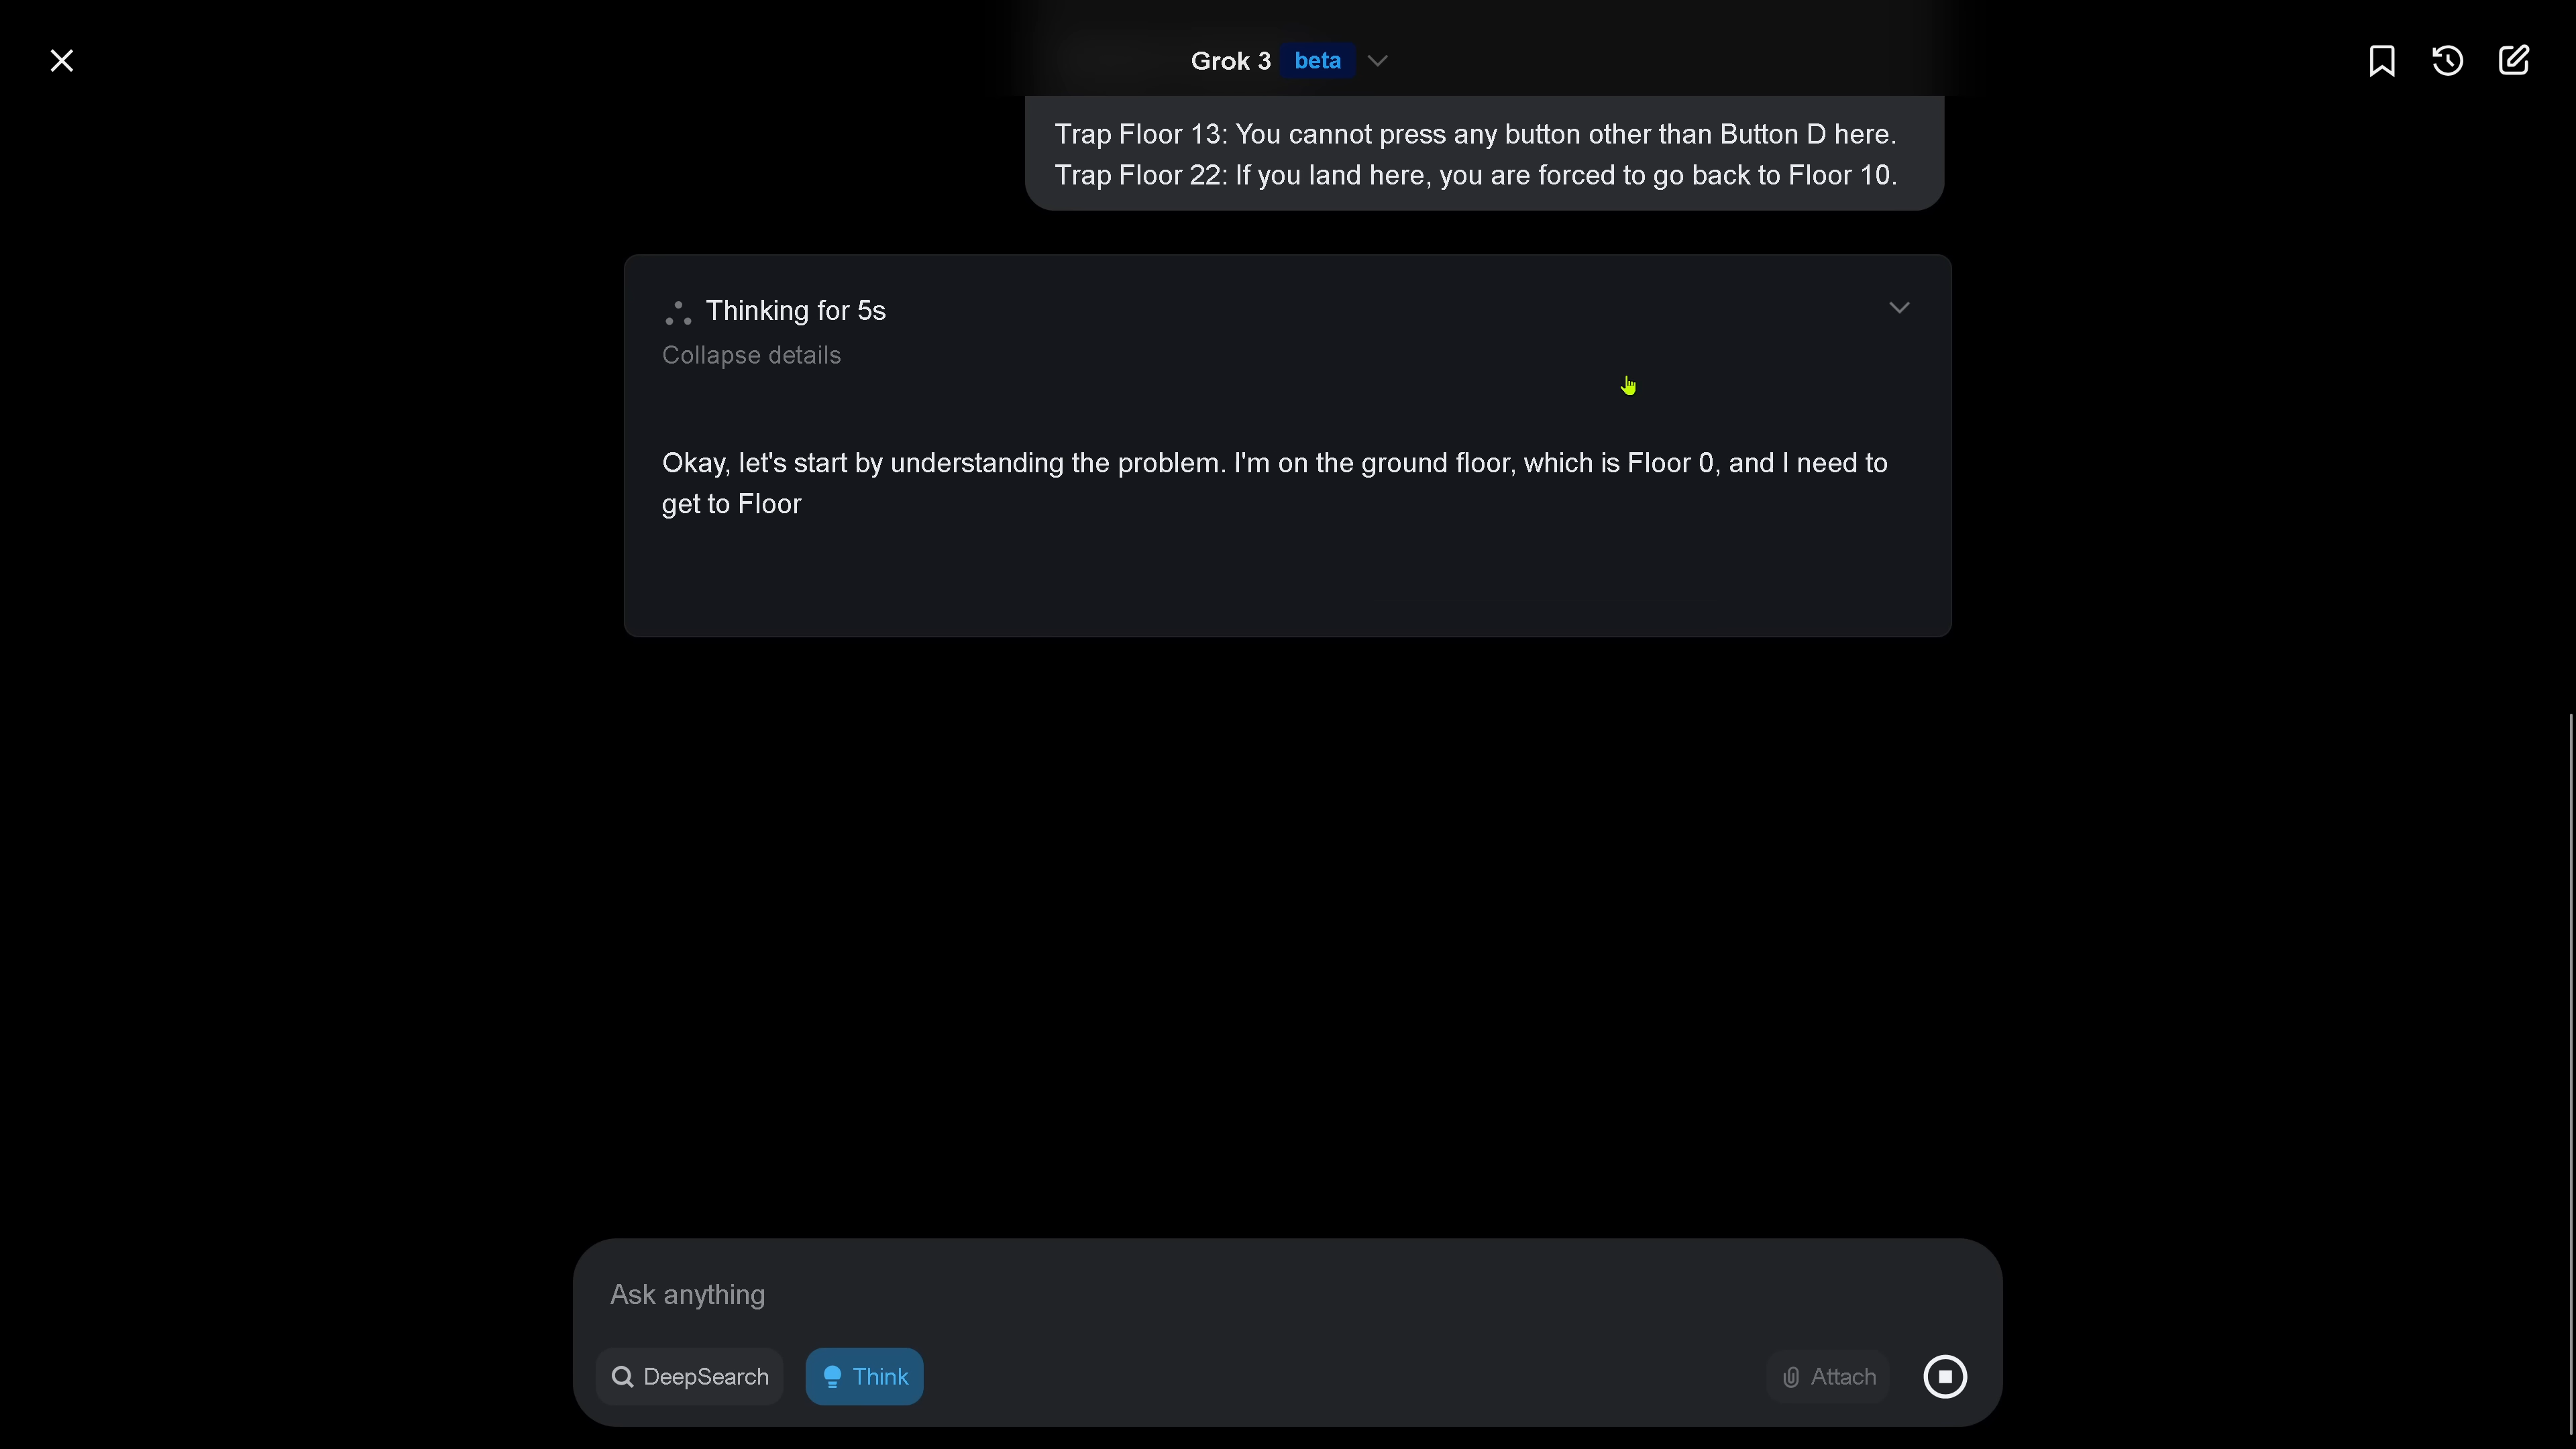 Grok 3 beta
Trap Floor 13: You cannot press any button other than Button D here.
Trap Floor 22: If you land here, you are forced to go back to Floor 10.
Thinking for 5s
Collapse details
Okay, let's start by understanding the problem. I'm on the ground floor, which is Floor 0, and I need to
get to Floor
Ask anything
DeepSearch Think Attach